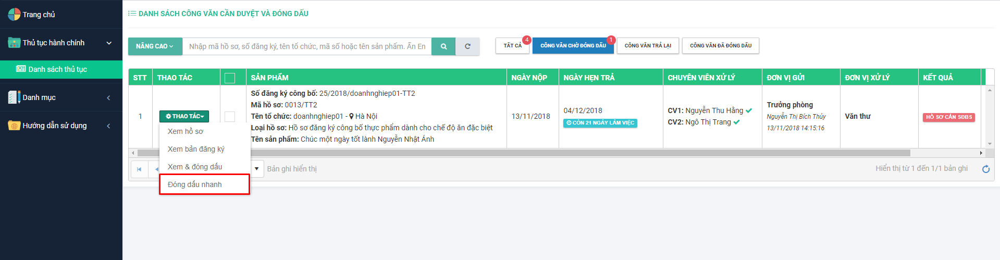 Trang chủ
Thủ tục hành chính
Danh sách thủ tục
Danh mục
Hướng dẫn sử dụng
DANH SÁCH CÔNG VĂN CẦN DUYỆT VÀ ĐÓNG DẤU
NÂNG CAO
Nhập mã hồ sơ, số đăng ký, tên tổ chức, mã số hoặc tên sản phẩm. Ấn En
TẤT CẢ 4
CÔNG VĂN CHỜ ĐÓNG DẤU 1
CÔNG VĂN TRẢ LẠI
CÔNG VĂN ĐÃ ĐÓNG DẤU
STT THAO TÁC SẢN PHẨM NGÀY NỘP NGÀY HẸN TRẢ CHUYÊN VIÊN XỬ LÝ ĐƠN VỊ GỬI ĐƠN VỊ XỬ LÝ KẾT QUẢ
1
THAO TÁC
Số đăng ký công bố: 25/2018/doanhnghiep01-TT2
Mã hồ sơ: 0013/TT2
Tên tổ chức: doanhnghiep01 - Hà Nội
Loại hồ sơ: Hồ sơ đăng ký công bố thực phẩm dành cho chế độ ăn đặc biệt
Tên sản phẩm: Chúc một ngày tốt lành Nguyễn Nhật Ánh
13/11/2018
04/12/2018
CÒN 21 NGÀY LÀM VIỆC
CV1: Nguyễn Thu Hằng
CV2: Ngô Thị Trang
Trưởng phòng
Nguyễn Thị Bích Thủy
13/11/2018 14:15:16
Văn thư
HỒ SƠ CẦN SĐBS
Xem hồ sơ
Xem bản đăng ký
Xem & đóng dấu
Đóng dấu nhanh
Bản ghi hiển thị
Hiển thị từ 1 đến 1/1 bản ghi